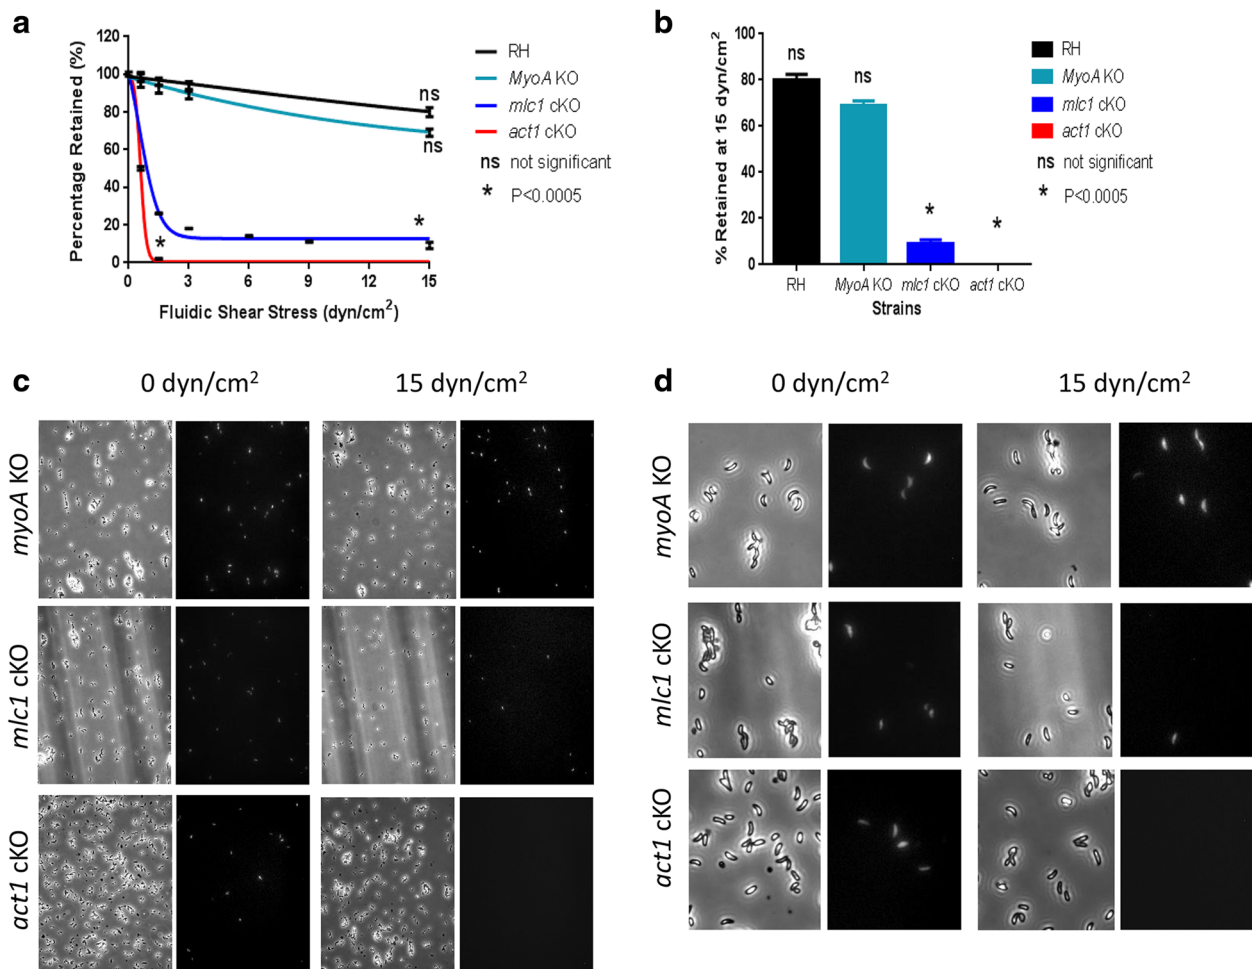 a
Percentage Retained (%)
120
100
80
60
40
20
0
0 3 6 9 12 15
Fluidic Shear Stress (dyn/cm²)
ns
ns
*
*
RH
MyoA KO
mlc1 cKO
act1 cKO
ns not significant
* P<0.0005
b
% Retained at 15 dyn/cm²
100
80
60
40
20
0
ns
ns
*
*
RH MyoA KO mlc1 cKO act1 cKO
Strains
RH
MyoA KO
mlc1 cKO
act1 cKO
ns not significant
* P<0.0005
c
0 dyn/cm² 15 dyn/cm²
myoA KO
mlc1 cKO
act1 cKO
d
0 dyn/cm² 15 dyn/cm²
myoA KO
mlc1 cKO
act1 cKO